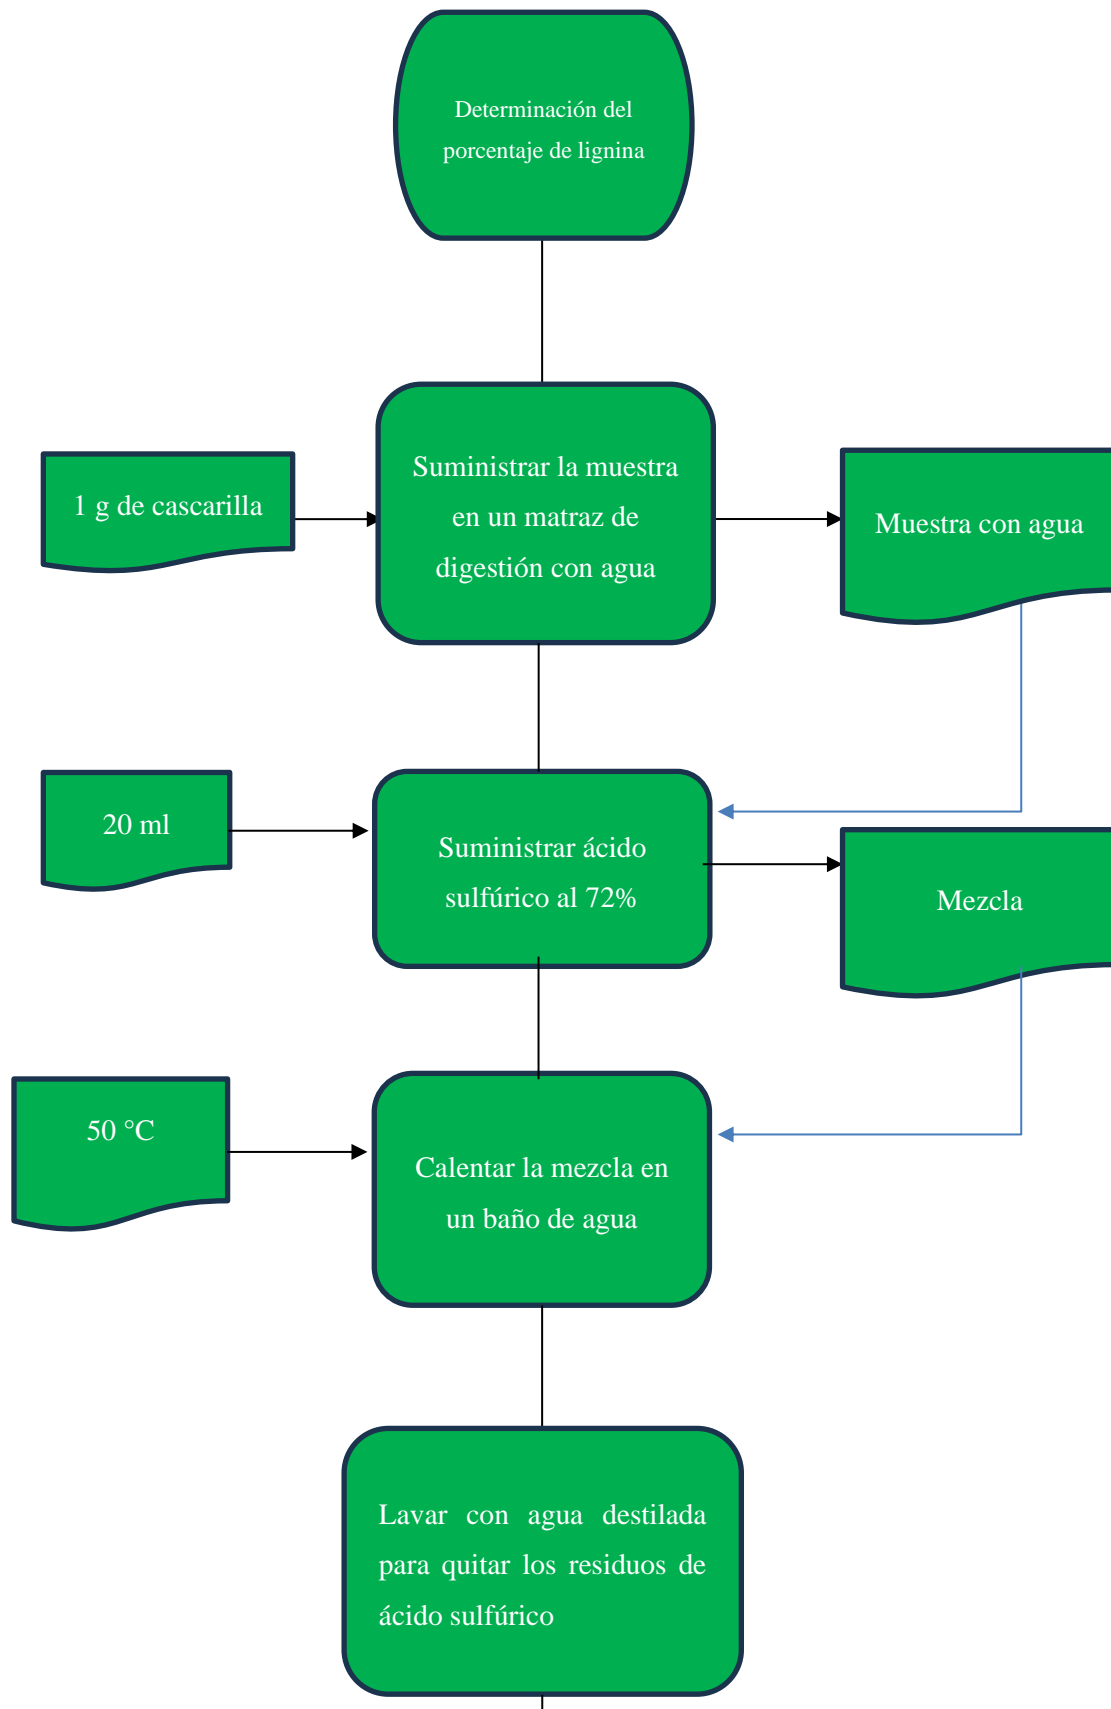 Determinación del
porcentaje de lignina
1 g de cascarilla
Suministrar la muestra
en un matraz de
digestión con agua
Muestra con agua
20 ml
Suministrar ácido
sulfúrico al 72%
Mezcla
50 °C
Calentar la mezcla en
un baño de agua
Lavar con agua destilada
para quitar los residuos de
ácido sulfúrico